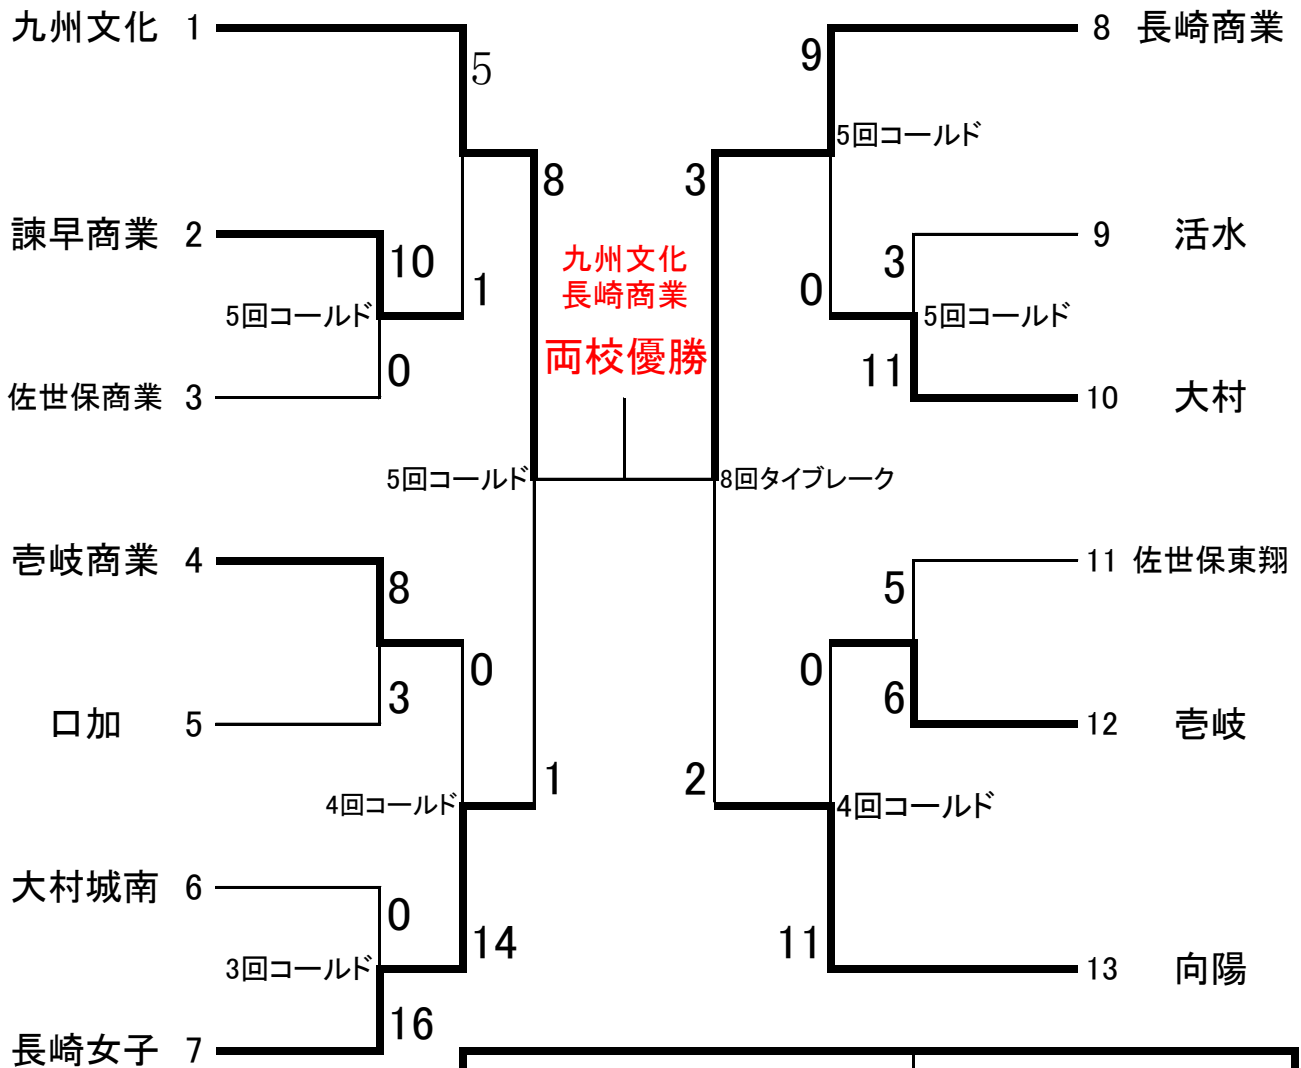 九州文化 1
5
9
8 長崎商業
5回コールド
8
3
諫早商業 2
10
1
5回コールド
0
佐世保商業 3
九州文化
長崎商業
両校優勝
9 活水
3
0
5回コールド
11
10 大村
5回コールド
8回タイブレーク
壱岐商業 4
8
0
3
口加 5
11 佐世保東翔
5
0
6
12 壱岐
1
2
4回コールド
4回コールド
大村城南 6
0
14
3回コールド
16
長崎女子 7
11
13 向陽